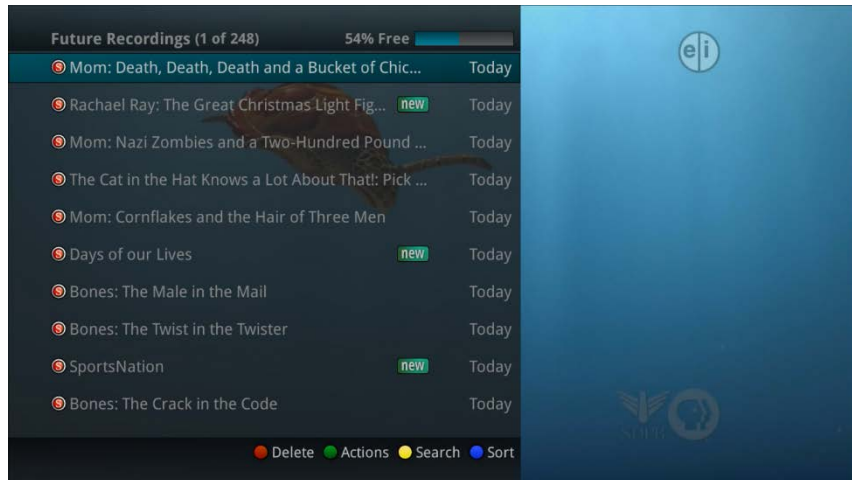 Future Recordings (1 of 248) 54% Free
S Mom: Death, Death, Death and a Bucket of Chic... Today
S Rachael Ray: The Great Christmas Light Fig... new Today
S Mom: Nazi Zombies and a Two-Hundred Pound ... Today
S The Cat in the Hat Knows a Lot About That!: Pick ... Today
S Mom: Cornflakes and the Hair of Three Men Today
S Days of our Lives new Today
S Bones: The Male in the Mail Today
S Bones: The Twist in the Twister Today
S SportsNation new Today
S Bones: The Crack in the Code Today
Delete Actions Search Sort
e|i